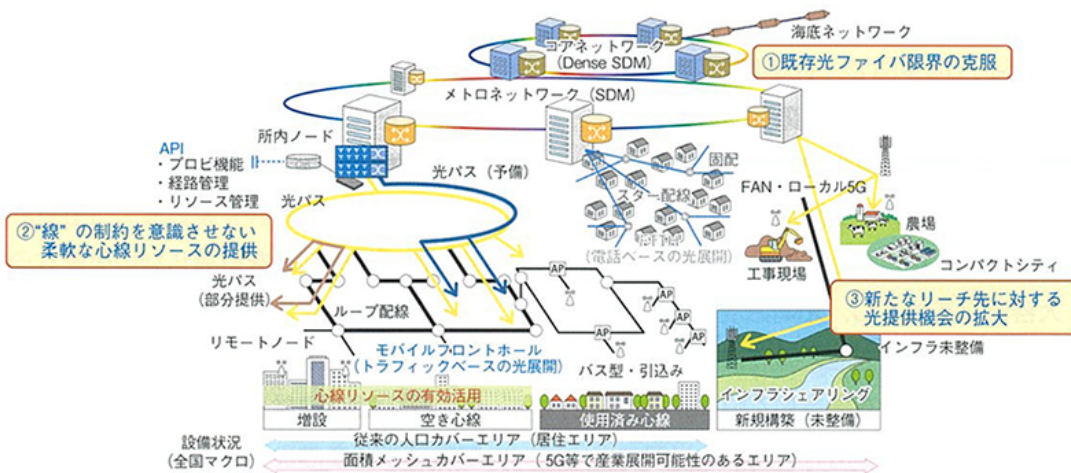 海底ネットワーク
コアネットワーク
(Dense SDM)
①既存光ファイバ限界の克服
メトロネットワーク(SDM)
所内ノード
API
・プロビ機能
・経路管理
・リソース管理
光パス(予備)
光パス
固配
スター配線
(電話ベースの光展開)
FAN・ローカル5G
農場
工事現場
コンパクトシティ
②“線”の制約を意識させない
柔軟な心線リソースの提供
光パス
(部分提供)
ループ配線
リモートノード
AP
AP
AP
AP
AP
③新たなリーチ先に対する
光提供機会の拡大
インフラ未整備
モバイルフロントホール
(トラフィックベースの光展開)
バス型・引込み
インフラシェアリング
心線リソースの有効活用
増設
空き心線
使用済み心線
新規構築(未整備)
設備状況
(全国マクロ)
従来の人口カバーエリア(居住エリア)
面積メッシュカバーエリア(5G等で産業展開可能性のあるエリア)